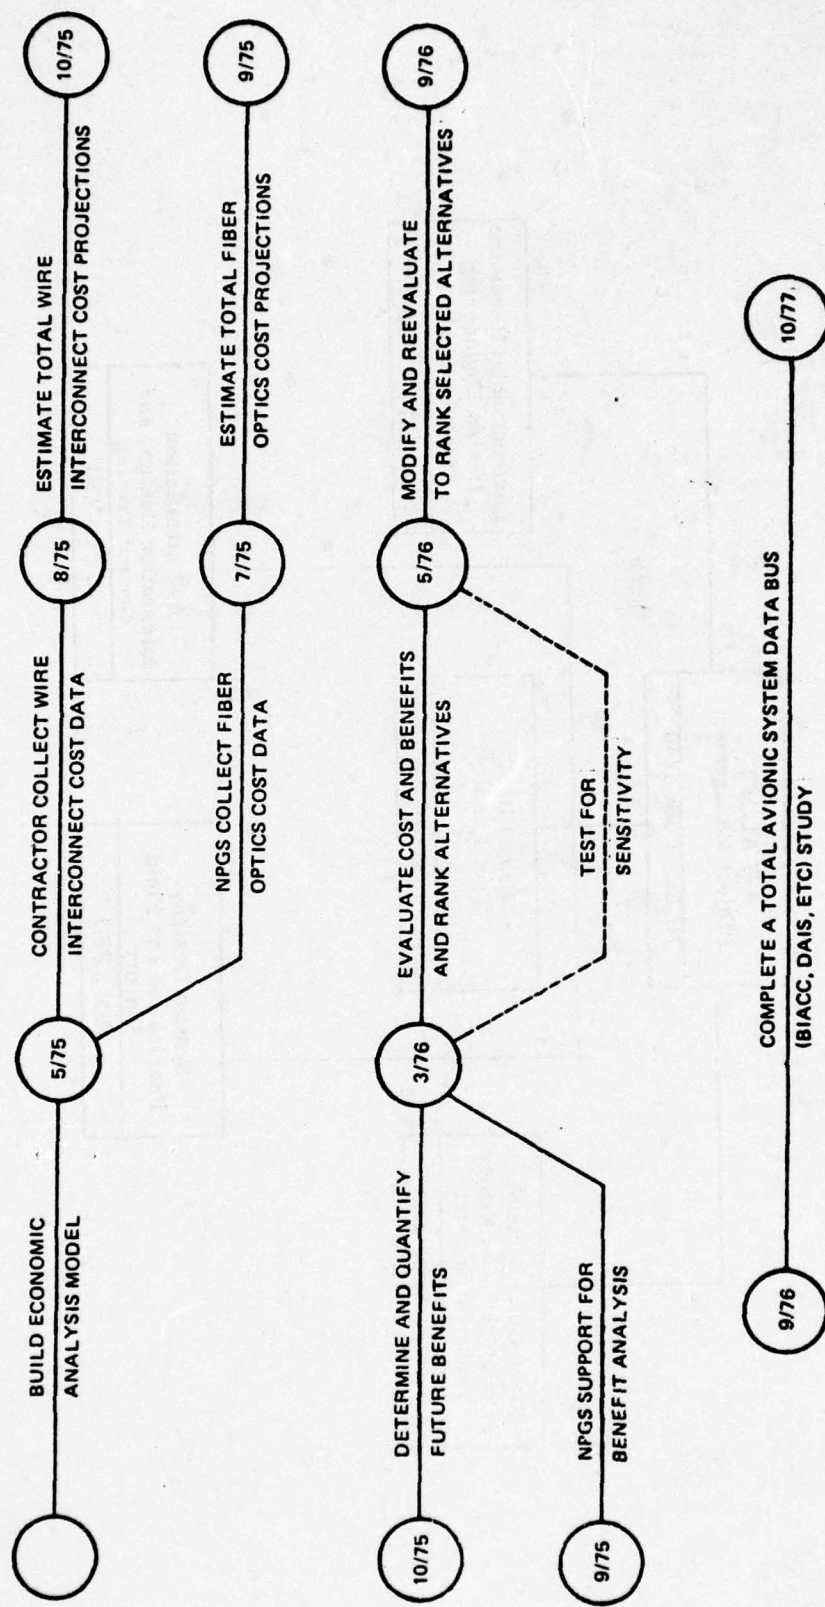 BUILD ECONOMIC
ANALYSIS MODEL
5/75
CONTRACTOR COLLECT WIRE
INTERCONNECT COST DATA
8/75
ESTIMATE TOTAL WIRE
INTERCONNECT COST PROJECTIONS
10/75
NPGS COLLECT FIBER
OPTICS COST DATA
7/75
ESTIMATE TOTAL FIBER
OPTICS COST PROJECTIONS
9/75
10/75
DETERMINE AND QUANTIFY
FUTURE BENEFITS
3/76
EVALUATE COST AND BENEFITS
AND RANK ALTERNATIVES
5/76
MODIFY AND REEVALUATE
TO RANK SELECTED ALTERNATIVES
9/76
9/75
NPGS SUPPORT FOR
BENEFIT ANALYSIS
TEST FOR
SENSITIVITY
9/76
COMPLETE A TOTAL AVIONIC SYSTEM DATA BUS
(BIACC, DAIS, ETC) STUDY
10/77